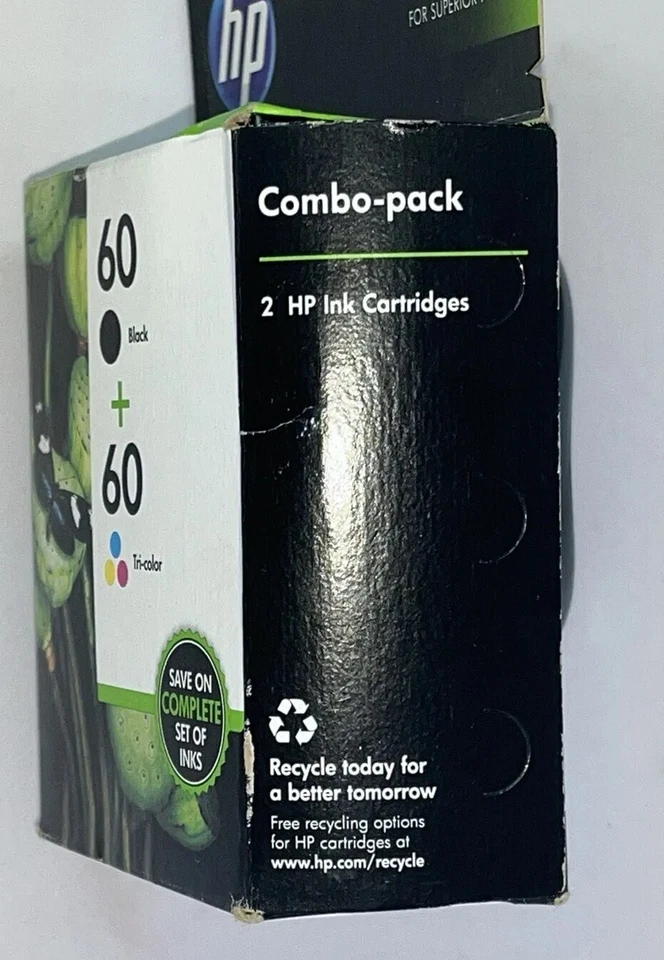 hp
FOR SUPERIOR
60
Black
+
60
Tri-color
SAVE ON
COMPLETE
SET OF
INKS
Combo-pack
2 HP Ink Cartridges
Recycle today for
a better tomorrow
Free recycling options
for HP cartridges at
www.hp.com/recycle